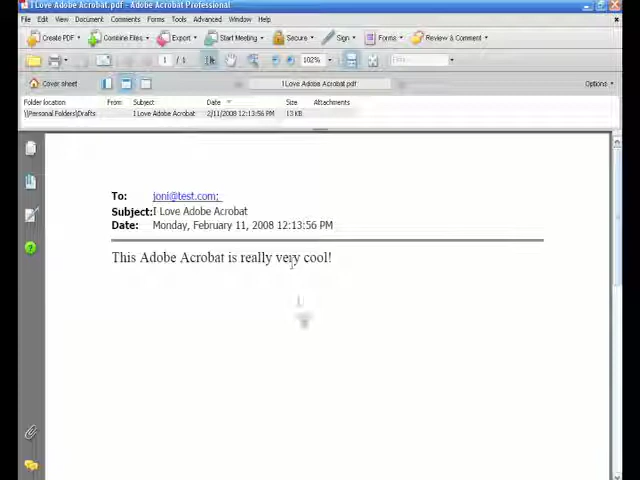 I Love Adobe Acrobat.pdf - Adobe Acrobat Professional
File Edit View Document Comments Forms Tools Advanced Window Help
Create PDF Combine Files Export Start Meeting Secure Sign Forms Review & Comment
1 / 1 102% Find
Cover sheet I Love Adobe Acrobat.pdf Options
Folder location From Subject Date Size Attachments
\\Personal Folders\Drafts I Love Adobe Acrobat 2/11/2008 12:13:56 PM 13 KB
To: joni@test.com;
Subject: I Love Adobe Acrobat
Date: Monday, February 11, 2008 12:13:56 PM
This Adobe Acrobat is really very cool!